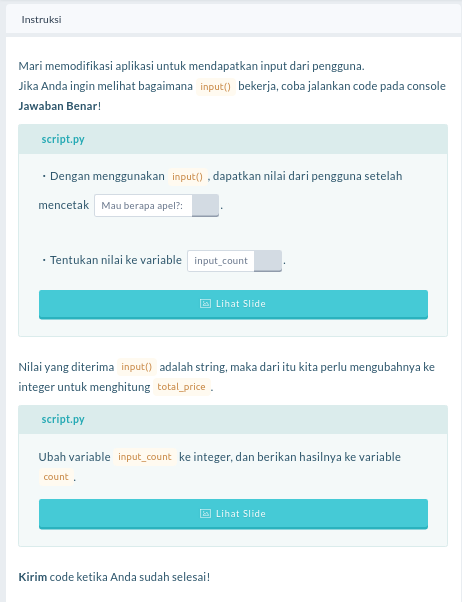 Instruksi
Mari memodifikasi aplikasi untuk mendapatkan input dari pengguna.
Jika Anda ingin melihat bagaimana input() bekerja, coba jalankan code pada console
Jawaban Benar!
script.py
・Dengan menggunakan input() , dapatkan nilai dari pengguna setelah
mencetak Mau berapa apel?: .
・Tentukan nilai ke variable input_count .
Lihat Slide
Nilai yang diterima input() adalah string, maka dari itu kita perlu mengubahnya ke
integer untuk menghitung total_price .
script.py
Ubah variable input_count ke integer, dan berikan hasilnya ke variable
count .
Lihat Slide
Kirim code ketika Anda sudah selesai!